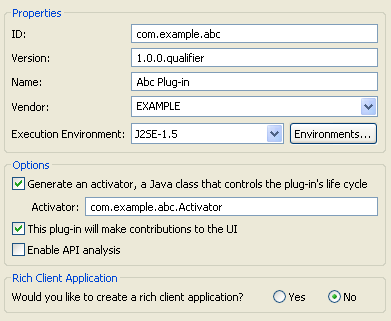 Properties
ID: com.example.abc
Version: 1.0.0.qualifier
Name: Abc Plug-in
Vendor: EXAMPLE
Execution Environment: J2SE-1.5 Environments...
Options
Generate an activator, a Java class that controls the plug-in's life cycle
Activator: com.example.abc.Activator
This plug-in will make contributions to the UI
Enable API analysis
Rich Client Application
Would you like to create a rich client application? Yes No